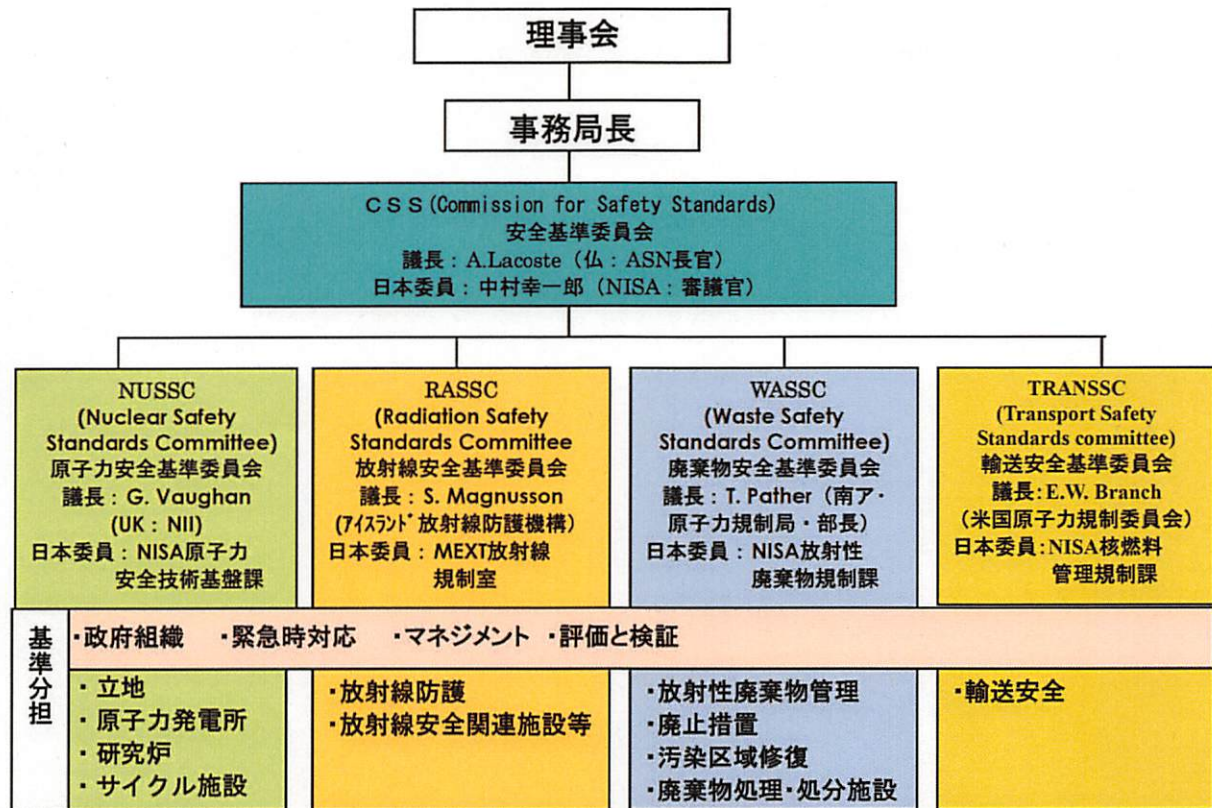 理事会
事務局長
ＣＳＳ(Commission for Safety Standards)
安全基準委員会
議長：A.Lacoste（仏：ASN長官）
日本委員：中村幸一郎（NISA：審議官）
NUSSC
(Nuclear Safety
Standards Committee)
原子力安全基準委員会
議長：G. Vaughan
(UK：NII)
日本委員：NISA原子力
安全技術基盤課
RASSC
(Radiation Safety
Standards Committee
放射線安全基準委員会
議長：S. Magnusson
(ｱｲｽﾗﾝﾄﾞ放射線防護機構)
日本委員：MEXT放射線
規制室
WASSC
(Waste Safety
Standards Committee)
廃棄物安全基準委員会
議長：T. Pather（南ア・
原子力規制局・部長）
日本委員：NISA放射性
廃棄物規制課
TRANSSC
(Transport Safety
Standards committee)
輸送安全基準委員会
議長：E.W. Branch
（米国原子力規制委員会）
日本委員：NISA核燃料
管理規制課
基準分担
・政府組織　・緊急時対応　・マネジメント　・評価と検証
・立地
・原子力発電所
・研究炉
・サイクル施設
・放射線防護
・放射線安全関連施設等
・放射性廃棄物管理
・廃止措置
・汚染区域修復
・廃棄物処理・処分施設
・輸送安全